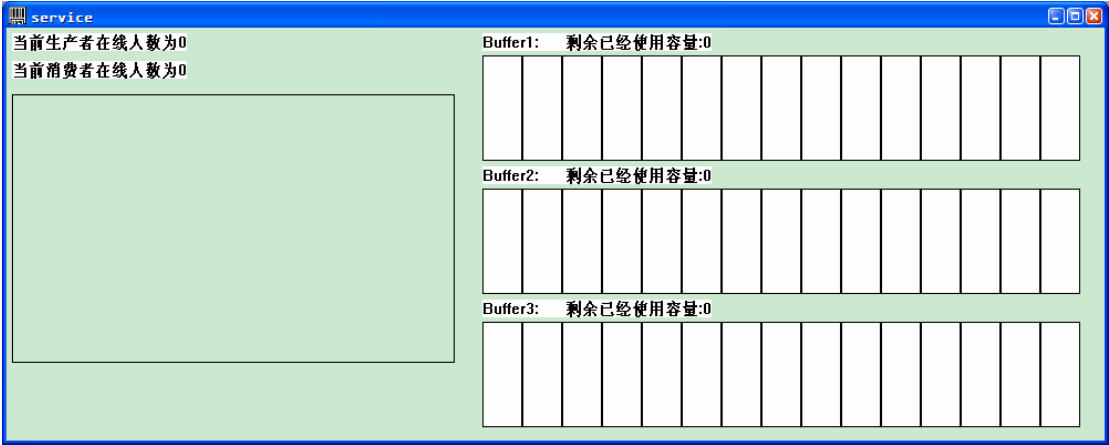 service
当前生产者在线人数为0
当前消费者在线人数为0
Buffer1: 剩余已经使用容量:0
Buffer2: 剩余已经使用容量:0
Buffer3: 剩余已经使用容量:0